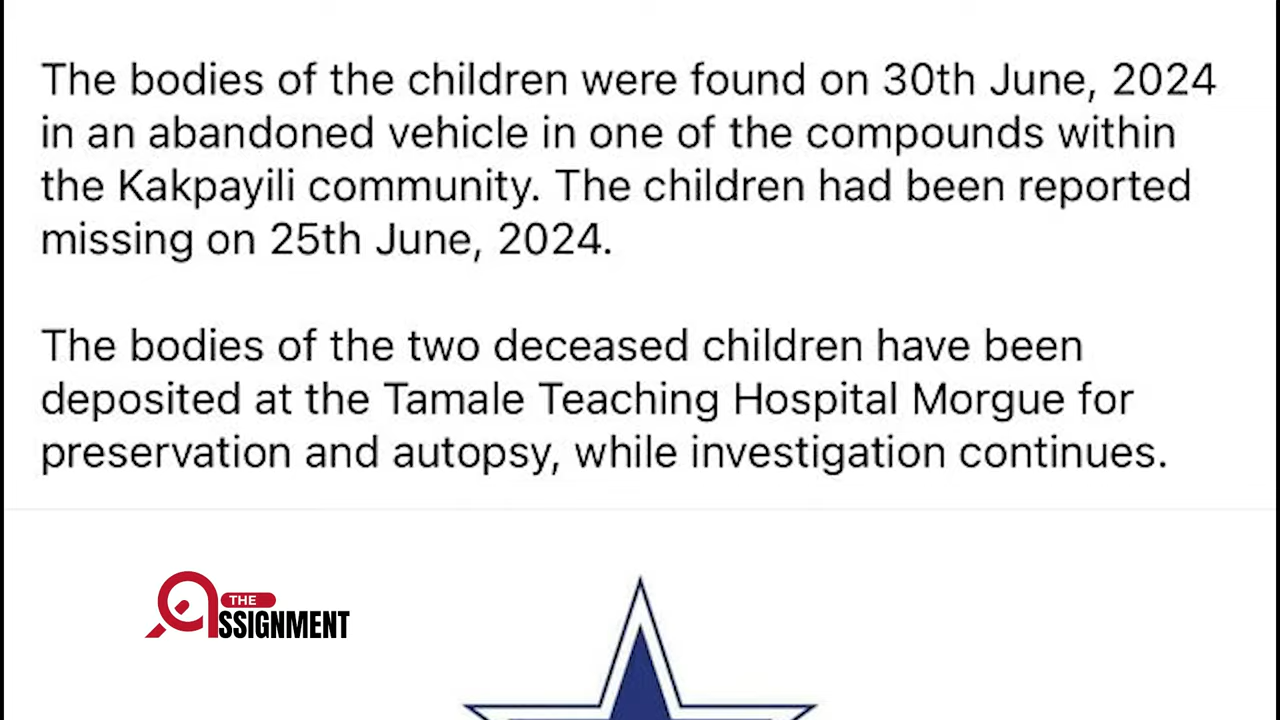 The bodies of the children were found on 30th June, 2024
in an abandoned vehicle in one of the compounds within
the Kakpayili community. The children had been reported
missing on 25th June, 2024.
The bodies of the two deceased children have been
deposited at the Tamale Teaching Hospital Morgue for
preservation and autopsy, while investigation continues.
THE
ASSIGNMENT